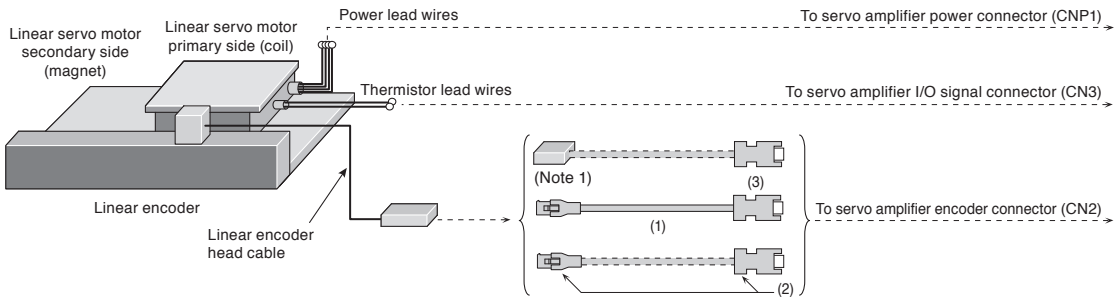 Power lead wires
To servo amplifier power connector (CNP1)
Linear servo motor
secondary side
(magnet)
Linear servo motor
primary side (coil)
Thermistor lead wires
To servo amplifier I/O signal connector (CN3)
(Note 1)
(3)
Linear encoder
(1)
To servo amplifier encoder connector (CN2)
Linear encoder
head cable
(2)